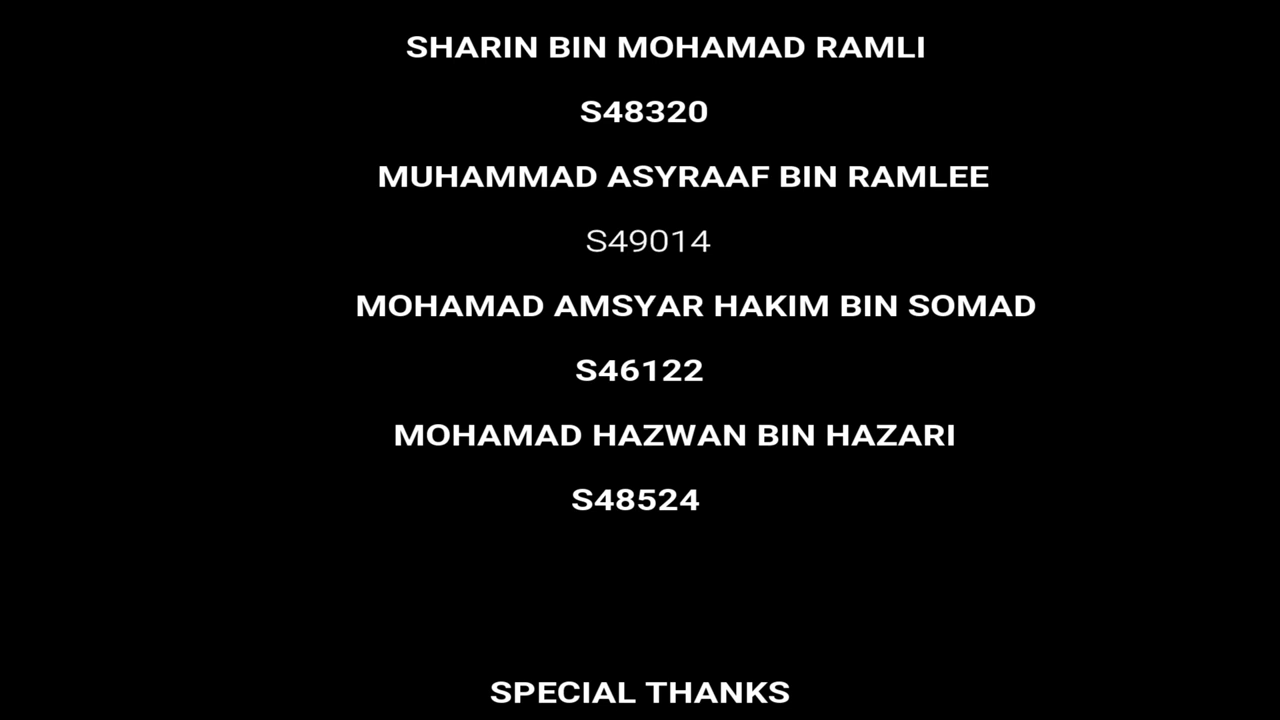 SHARIN BIN MOHAMAD RAMLI
S48320
MUHAMMAD ASYRAAF BIN RAMLEE
S49014
MOHAMAD AMSYAR HAKIM BIN SOMAD
S46122
MOHAMAD HAZWAN BIN HAZARI
S48524
SPECIAL THANKS